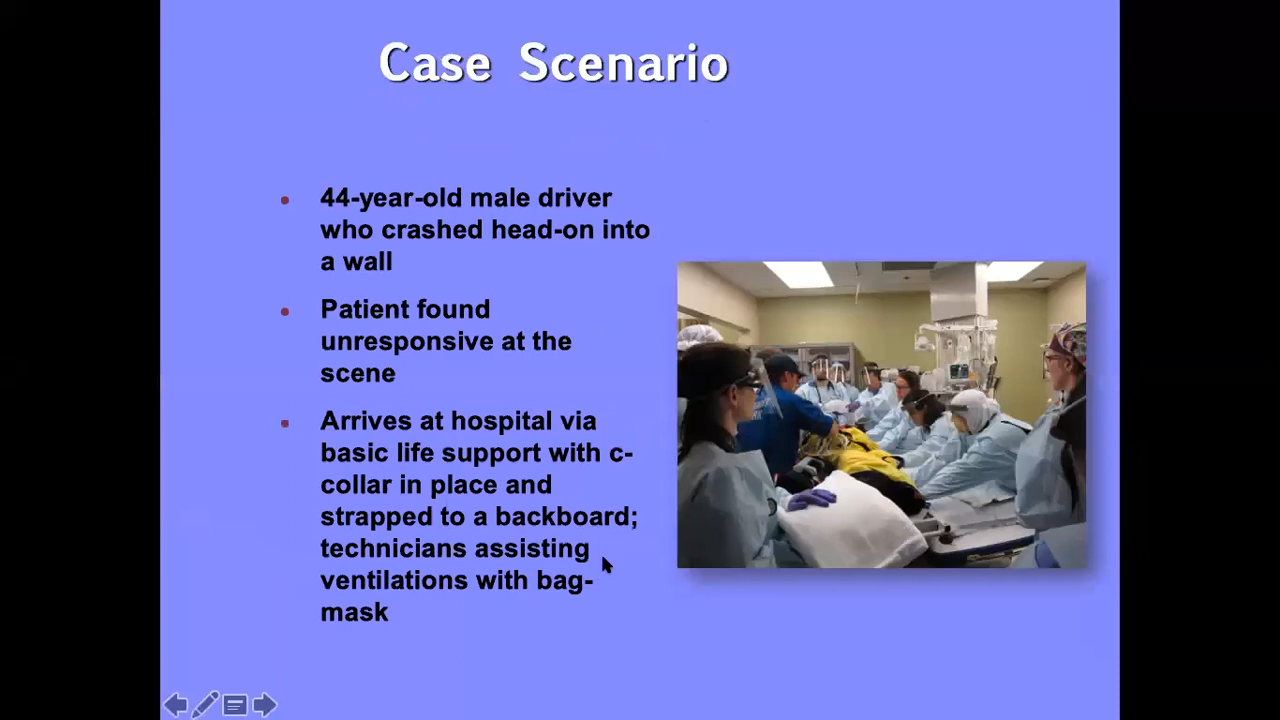 Case Scenario
44-year-old male driver
who crashed head-on into
a wall
Patient found
unresponsive at the
scene
Arrives at hospital via
basic life support with c-
collar in place and
strapped to a backboard;
technicians assisting
ventilations with bag-
mask